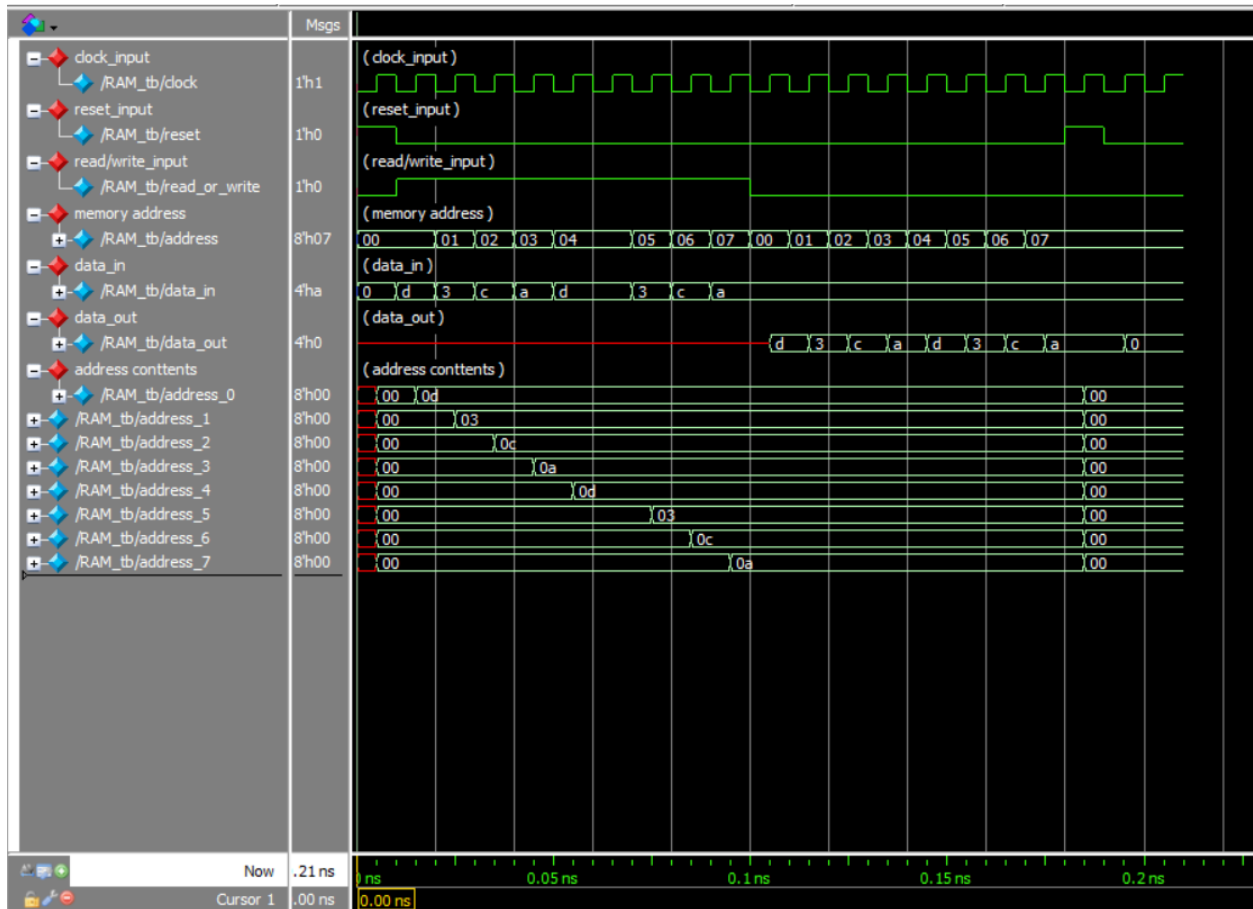 Msgs
clock_input (clock_input)
/RAM_tb/clock 1'h1
reset_input (reset_input)
/RAM_tb/reset 1'h0
read/write_input (read/write_input)
/RAM_tb/read_or_write 1'h0
memory address (memory address)
/RAM_tb/address 8'h07 00 01 02 03 04 05 06 07 00 01 02 03 04 05 06 07
data_in (data_in)
/RAM_tb/data_in 4'ha 0 d 3 c a d 3 c a
data_out (data_out)
/RAM_tb/data_out 4'h0 d 3 c a d 3 c a 0
address conttents (address conttents)
/RAM_tb/address_0 8'h00 00 0d 00
/RAM_tb/address_1 8'h00 00 03 00
/RAM_tb/address_2 8'h00 00 0c 00
/RAM_tb/address_3 8'h00 00 0a 00
/RAM_tb/address_4 8'h00 00 0d 00
/RAM_tb/address_5 8'h00 00 03 00
/RAM_tb/address_6 8'h00 00 0c 00
/RAM_tb/address_7 8'h00 00 0a 00
Now .21 ns ns 0.05 ns 0.1 ns 0.15 ns 0.2 ns
Cursor 1 .00 ns 0.00 ns